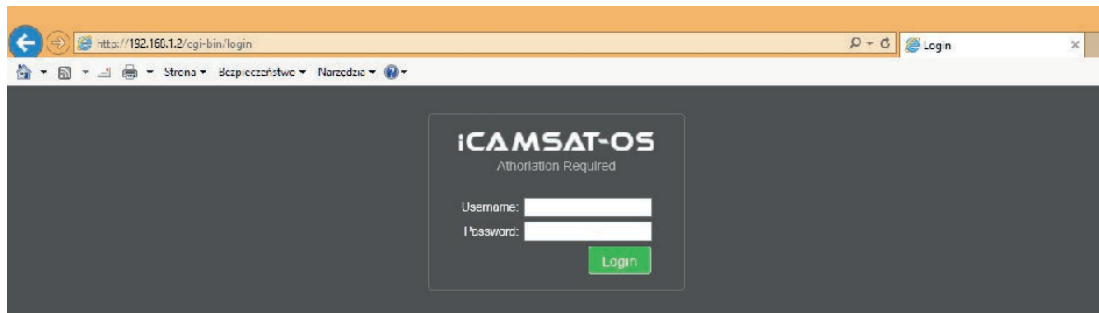 http://192.168.1.2/cgi-bin/login
Login
Strona Bezpieczeństwo Narzędzia
iCAMSAT-OS
Athoriation Required
Username:
Password:
Login